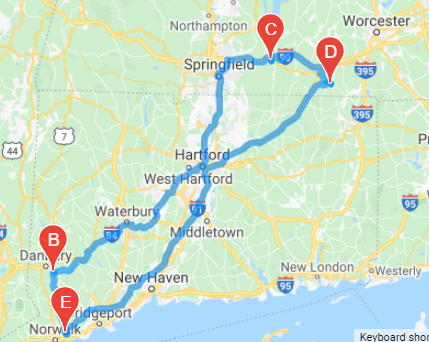 Northampton
Worcester
C
D
Springfield
90
395
395
44
7
Hartford
West Hartford
Waterbury
84
91
Middletown
B
Danbury
New Haven
New London
Westerly
95
95
E
Norwalk
Keyboard shor